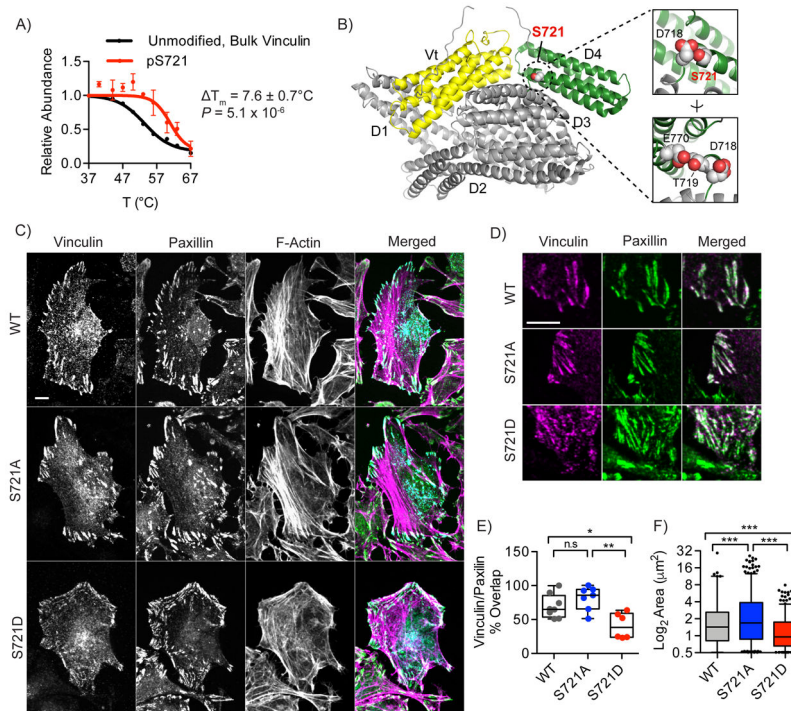 A)
Unmodified, Bulk Vinculin
pS721
Relative Abundance
1.5
1.0
0.5
0.0
37 47 57 67
T (°C)
ΔTm = 7.6 ± 0.7°C
P = 5.1 x 10-6
B)
S721
Vt
D4
D1
D3
D2
D718
S721
E770
D718
T719
C)
Vinculin Paxillin F-Actin Merged
WT
S721A
S721D
D)
Vinculin Paxillin Merged
WT
S721A
S721D
E)
*
n.s **
Vinculin/Paxilin
% Overlap
150
100
50
0
WT S721A S721D
F)
***
*** ***
Log2 Area (μm2)
32
16
8
4
2
1
0.5
WT S721A S721D